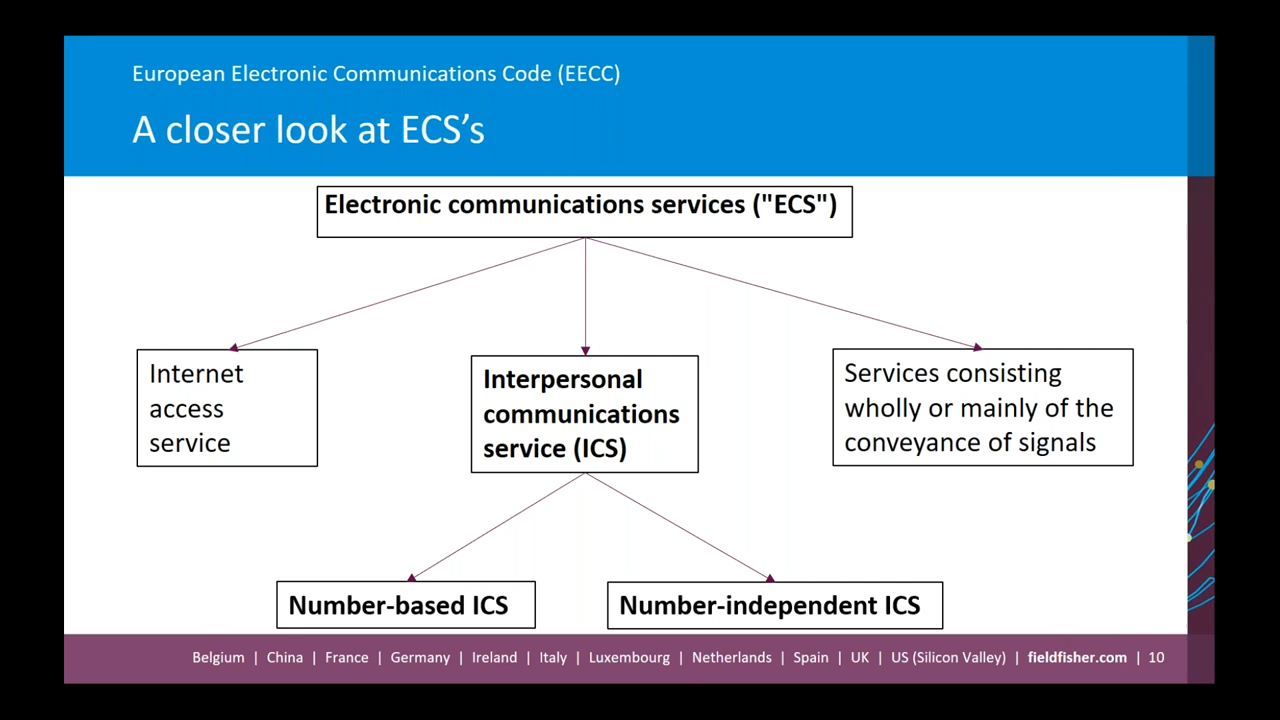 European Electronic Communications Code (EECC)
A closer look at ECS’s
Electronic communications services ("ECS")
Internet
access
service
Interpersonal
communications
service (ICS)
Services consisting
wholly or mainly of the
conveyance of signals
Number-based ICS
Number-independent ICS
Belgium | China | France | Germany | Ireland | Italy | Luxembourg | Netherlands | Spain | UK | US (Silicon Valley) | fieldfisher.com | 10